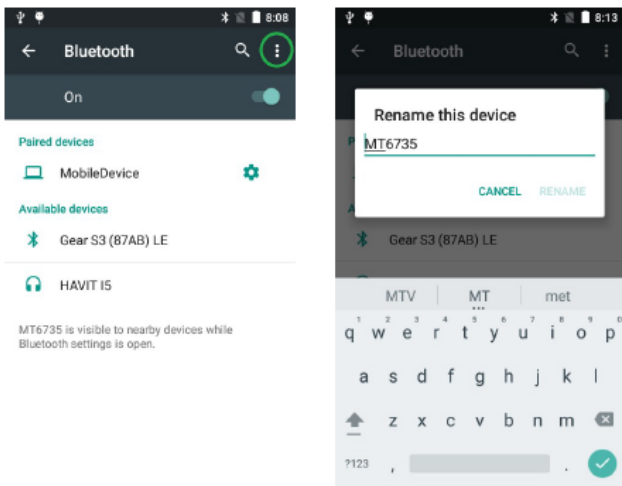 8:08
Bluetooth
On
Paired devices
MobileDevice
Available devices
Gear S3 (87AB) LE
HAVIT I5
MT6735 is visible to nearby devices while
Bluetooth settings is open.
8:13
Bluetooth
Rename this device
MT6735
CANCEL RENAME
Gear S3 (87AB) LE
MTV MT met
1 2 3 4 5 6 7 8 9 0
q w e r t y u i o p
a s d f g h j k l
z x c v b n m
?123 , .